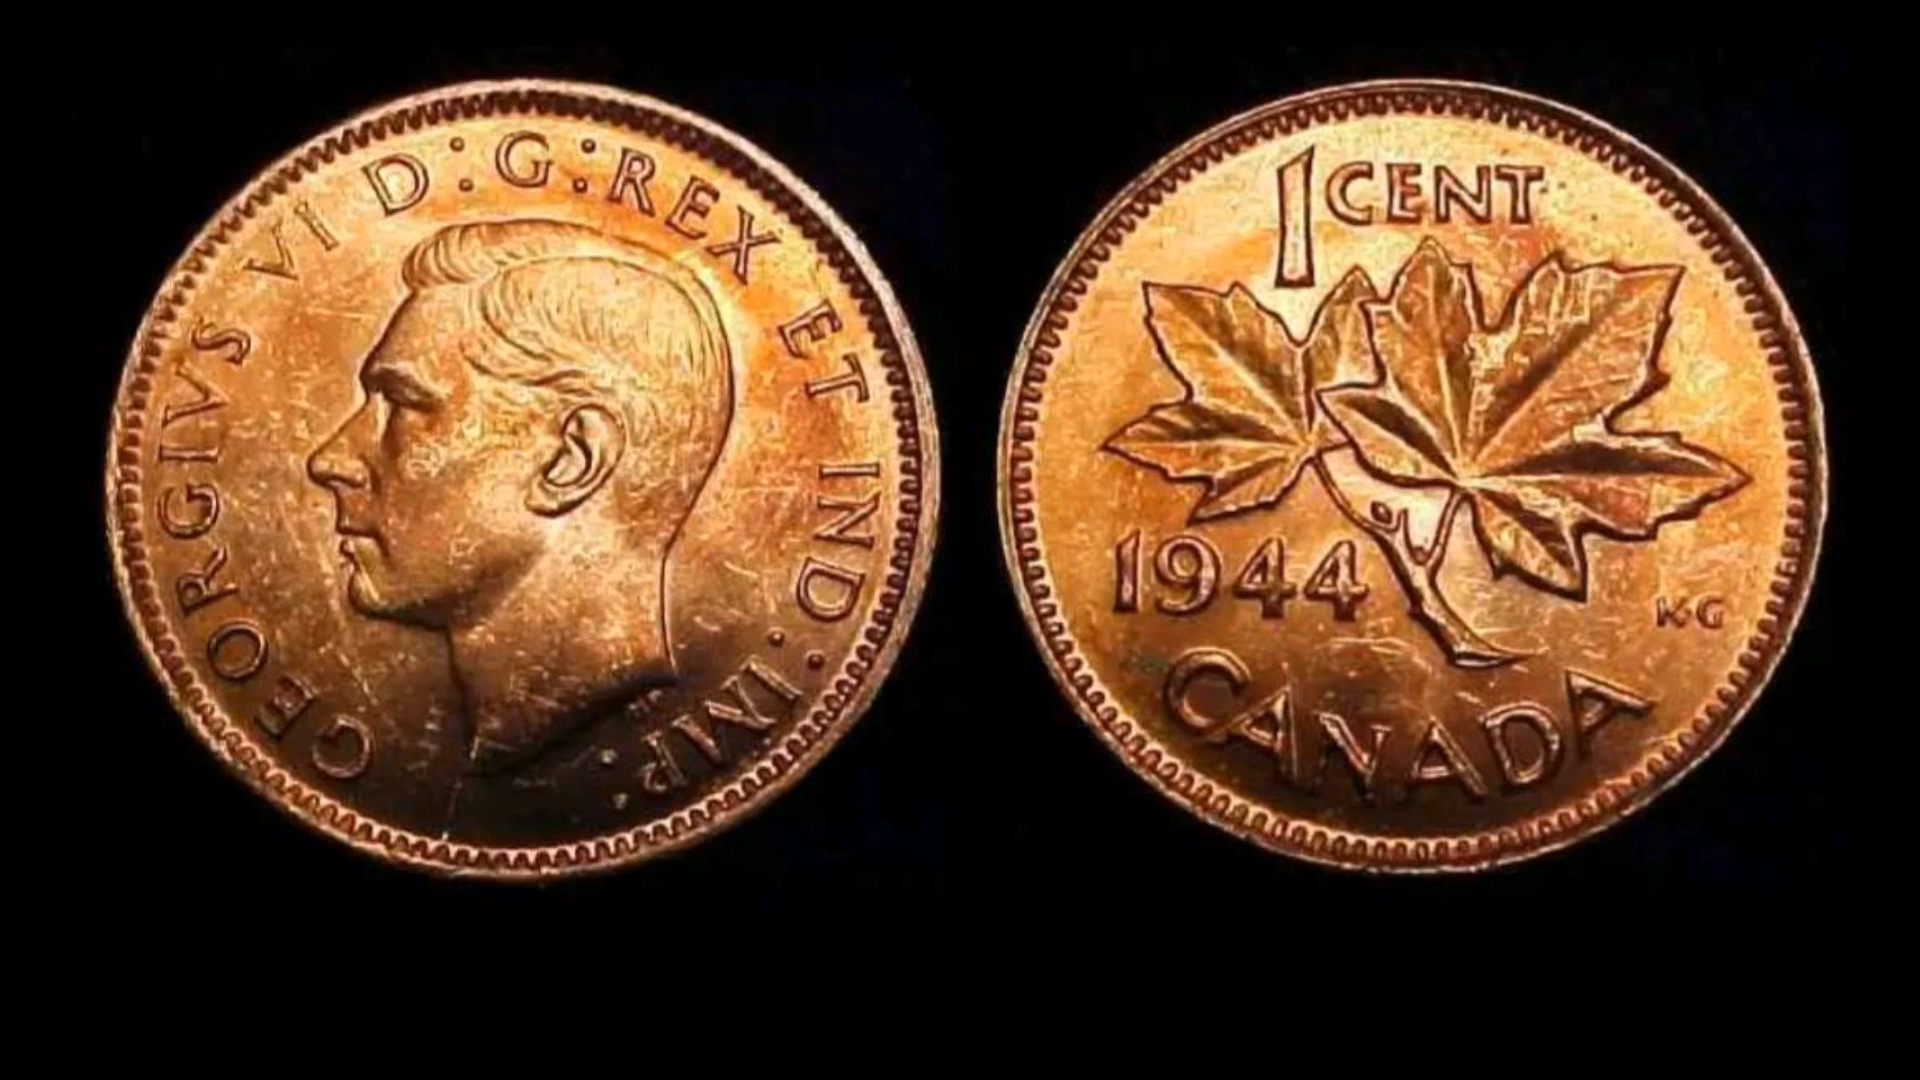 GEORGIVS VI D:G:REX ET IND:IMP:
1 CENT
1944
KG
CANADA